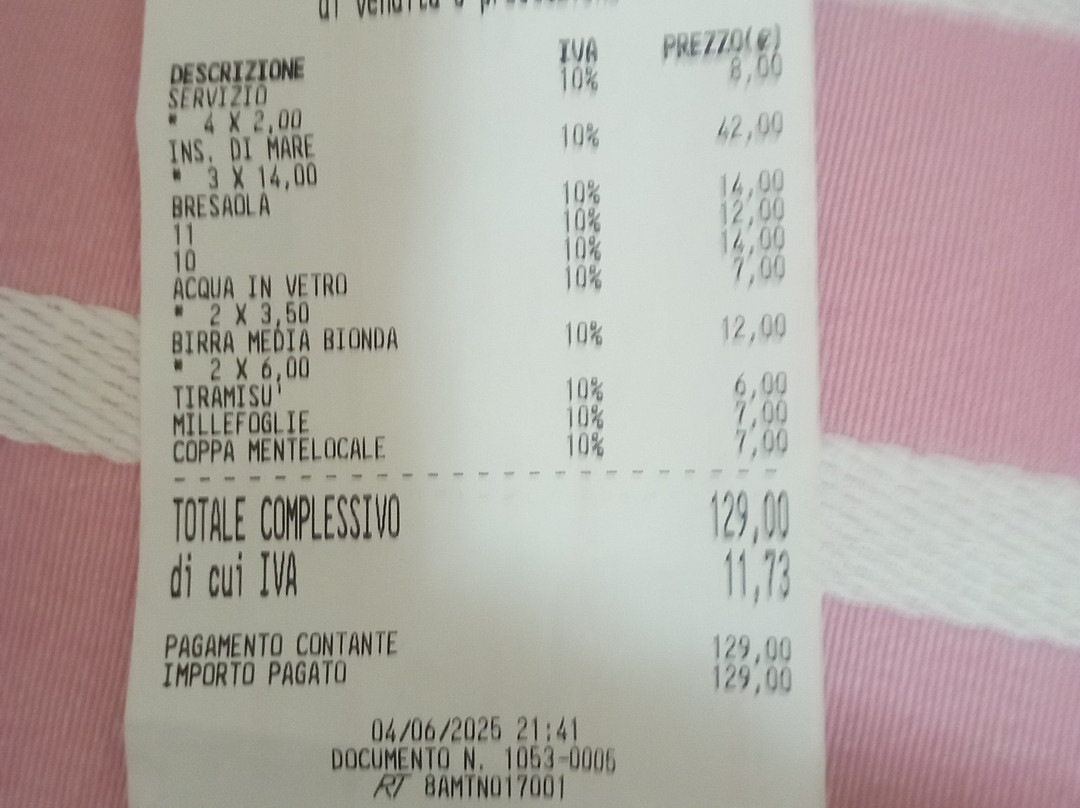 di vendita o prestazione
DESCRIZIONE IVA PREZZO(€)
SERVIZIO 10% 8,00
* 4 X 2,00
INS. DI MARE 10% 42,00
* 3 X 14,00
BRESAOLA 10% 14,00
11 10% 12,00
10 10% 14,00
ACQUA IN VETRO 10% 7,00
* 2 X 3,50
BIRRA MEDIA BIONDA 10% 12,00
* 2 X 6,00
TIRAMISU' 10% 6,00
MILLEFOGLIE 10% 7,00
COPPA MENTELOCALE 10% 7,00
TOTALE COMPLESSIVO 129,00
di cui IVA 11,73
PAGAMENTO CONTANTE 129,00
IMPORTO PAGATO 129,00
04/06/2025 21:41
DOCUMENTO N. 1053-0005
RT 8AMTN017001